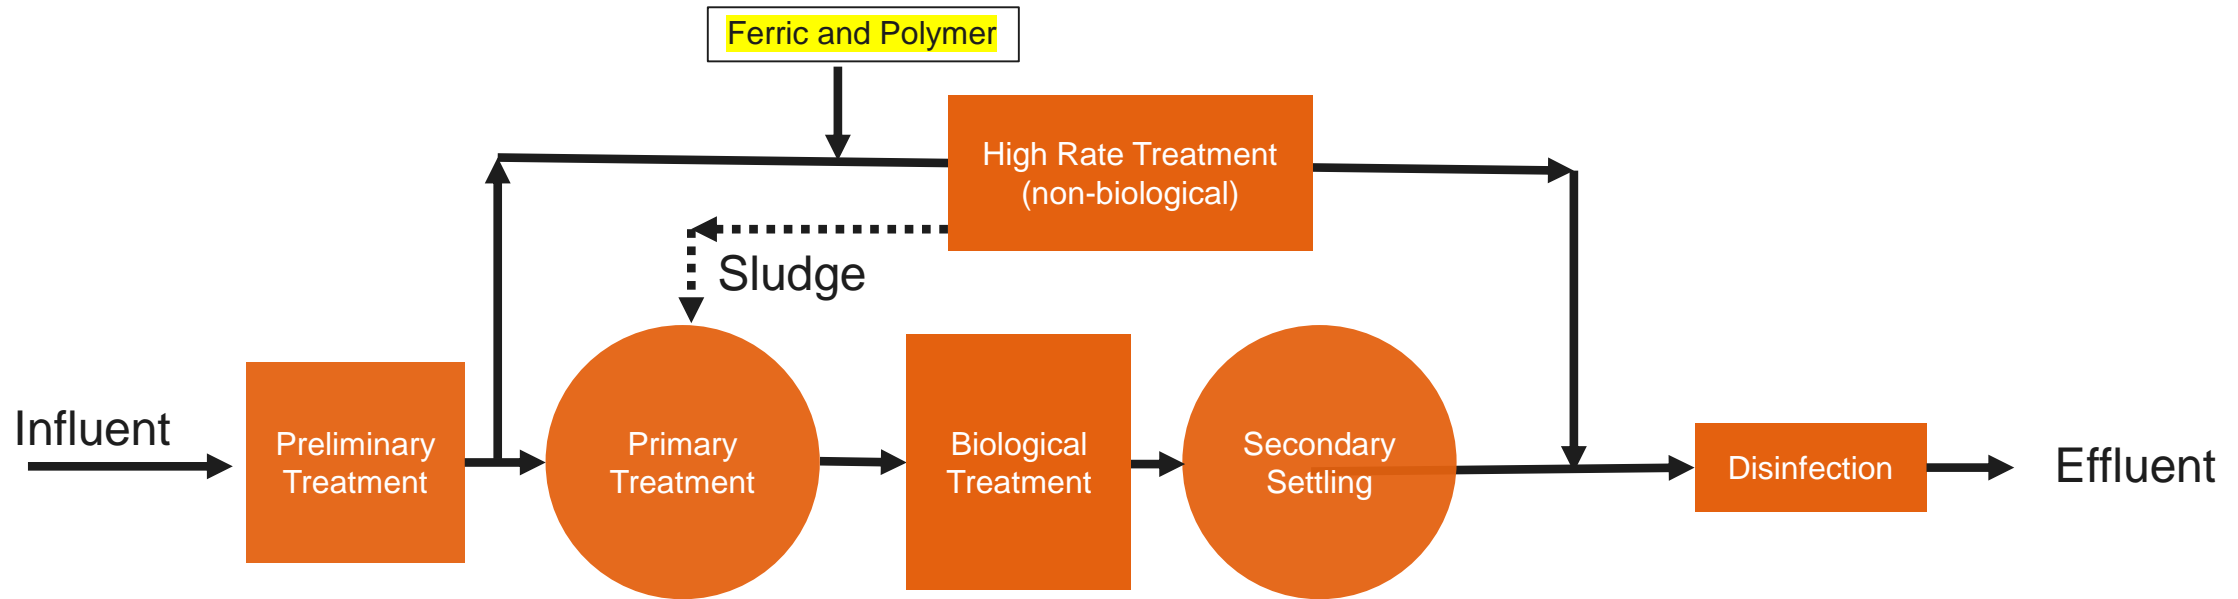 Ferric and Polymer
High Rate Treatment
(non-biological)
Sludge
Influent
Preliminary
Treatment
Primary
Treatment
Biological
Treatment
Secondary
Settling
Disinfection
Effluent